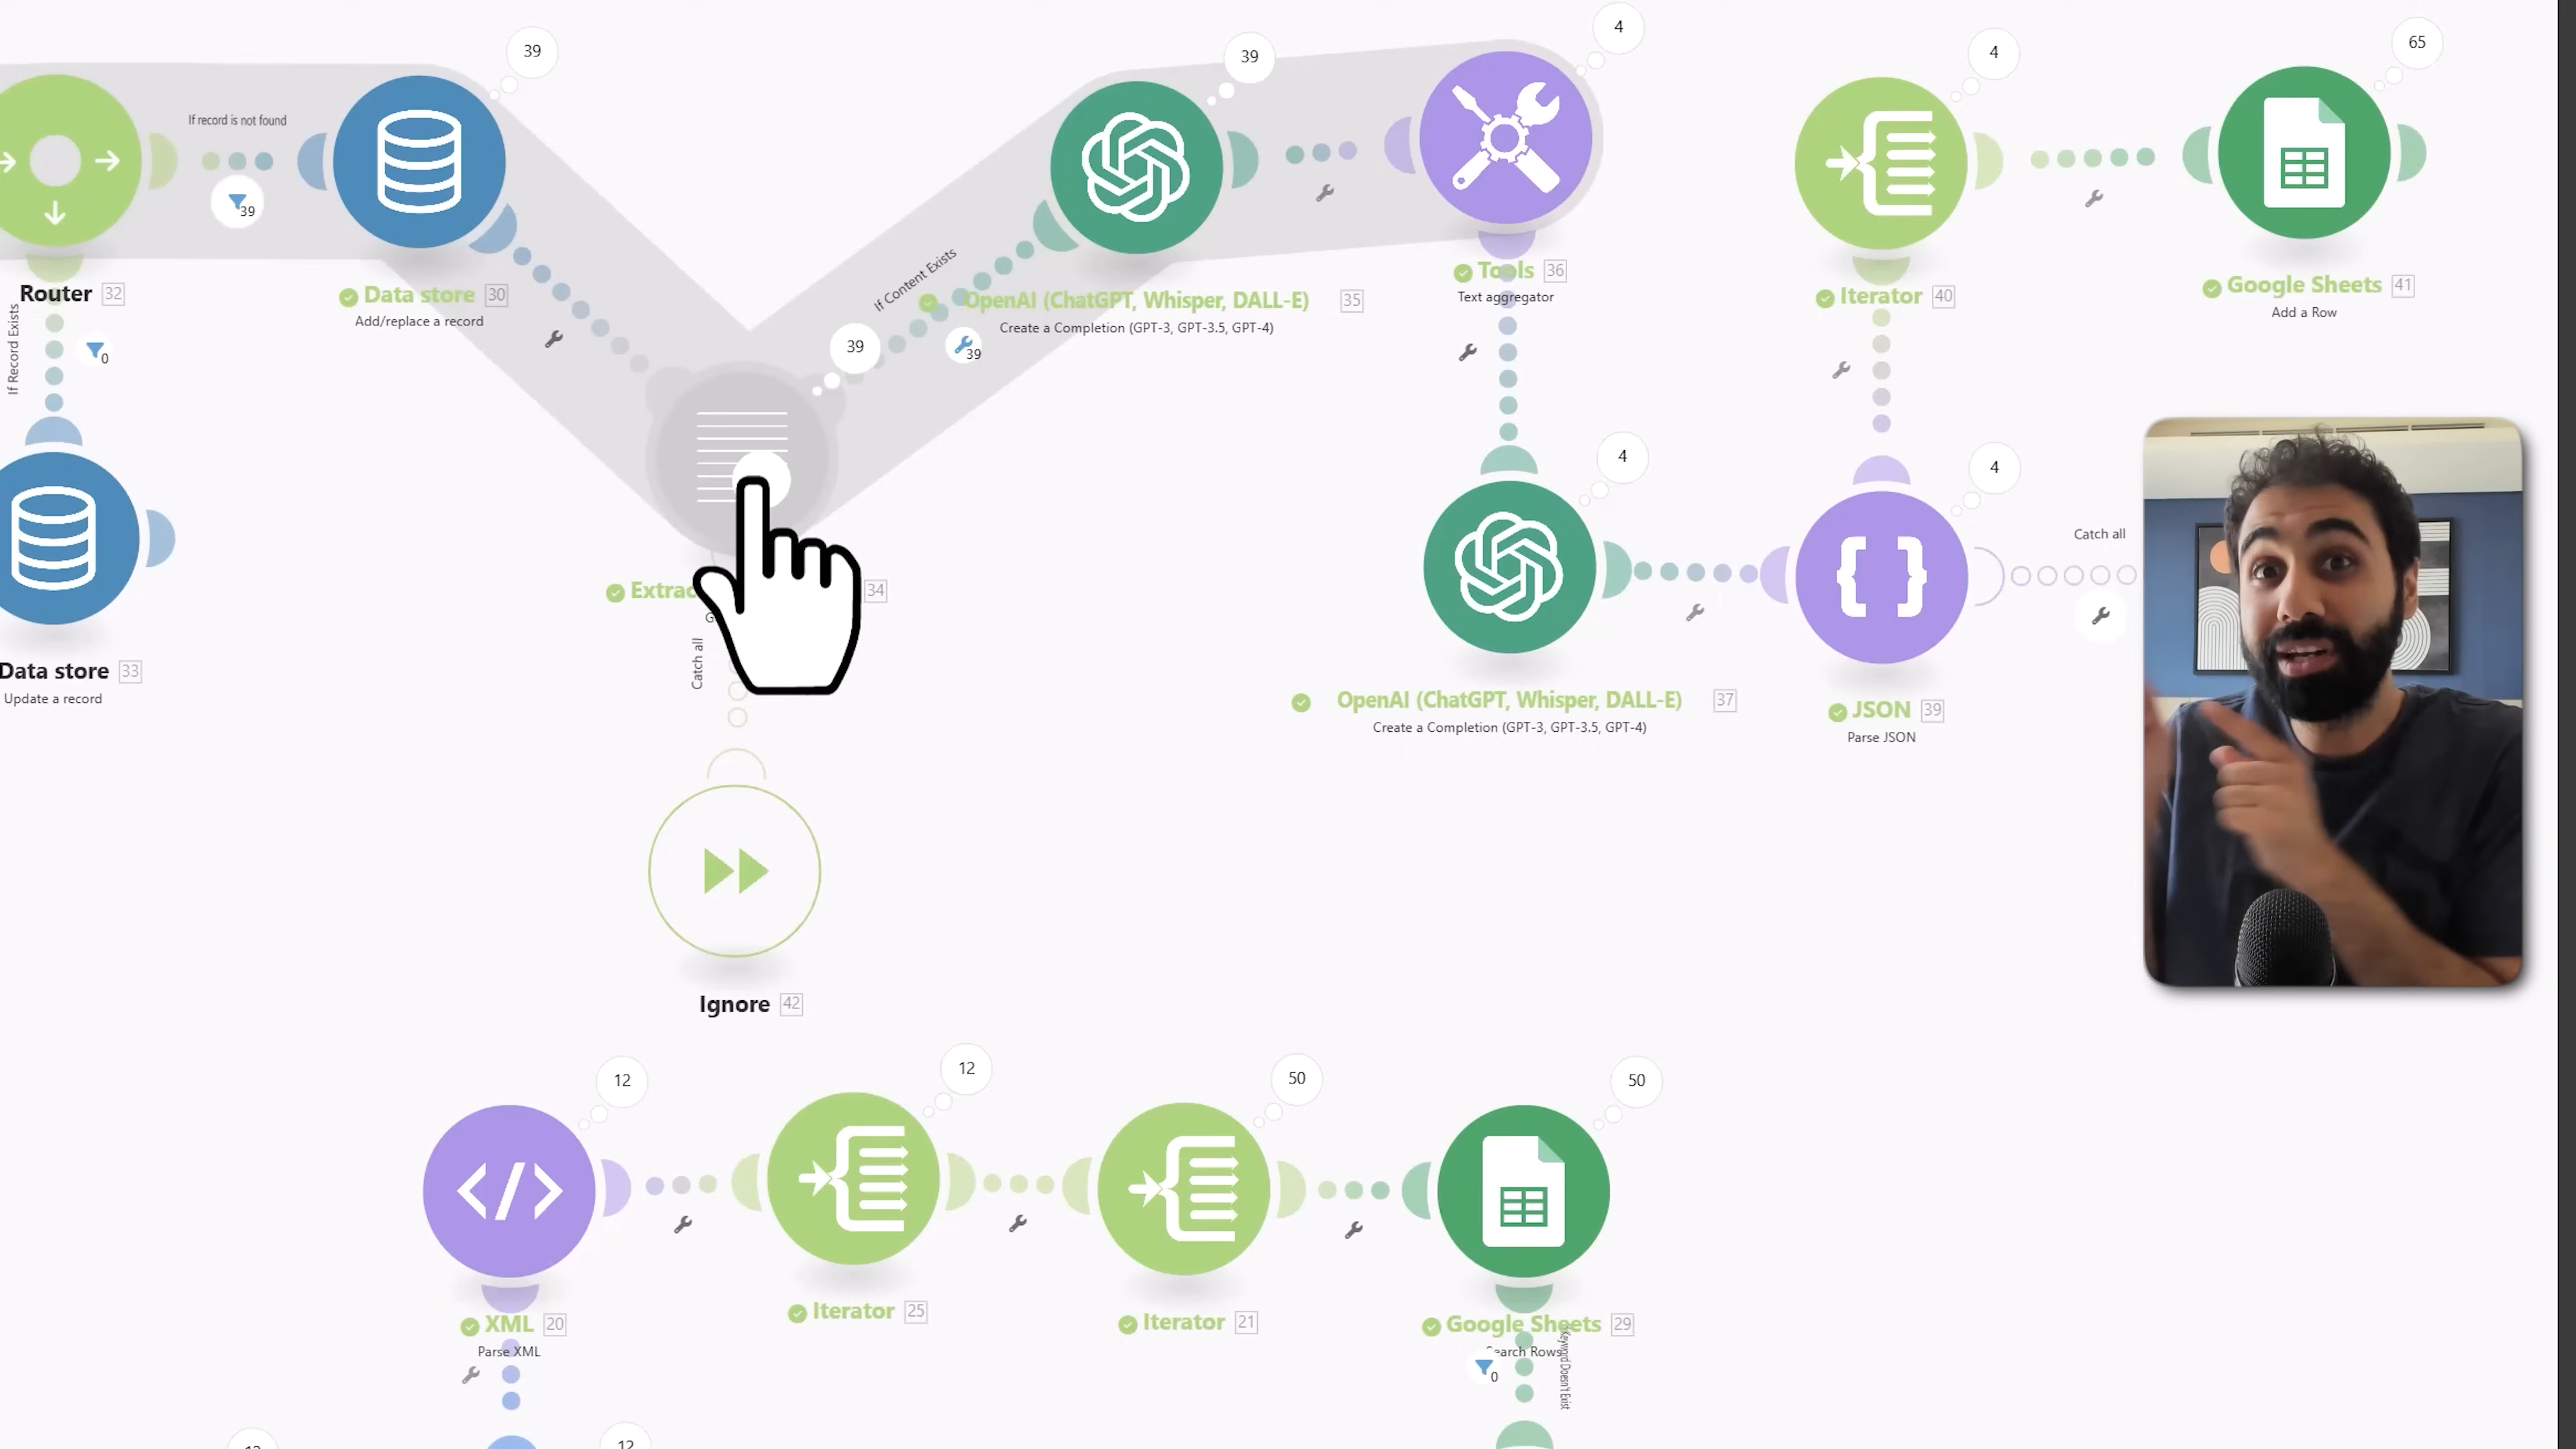 39
39
4
4
65
If record is not found
39
Router 32
Data store 30
Add/replace a record
If Content Exists
OpenAI (ChatGPT, Whisper, DALL-E) 35
Create a Completion (GPT-3, GPT-3.5, GPT-4)
Tools 36
Text aggregator
Iterator 40
Google Sheets 41
Add a Row
If Record Exists
0
39
39
4
4
Catch all
34
Catch all
Data store 33
Update a record
OpenAI (ChatGPT, Whisper, DALL-E) 37
Create a Completion (GPT-3, GPT-3.5, GPT-4)
JSON 39
Parse JSON
Ignore 42
12
12
50
50
XML 20
Parse XML
Iterator 25
Iterator 21
Google Sheets 29
Search Rows
0
Keyword Doesn't Exist
12